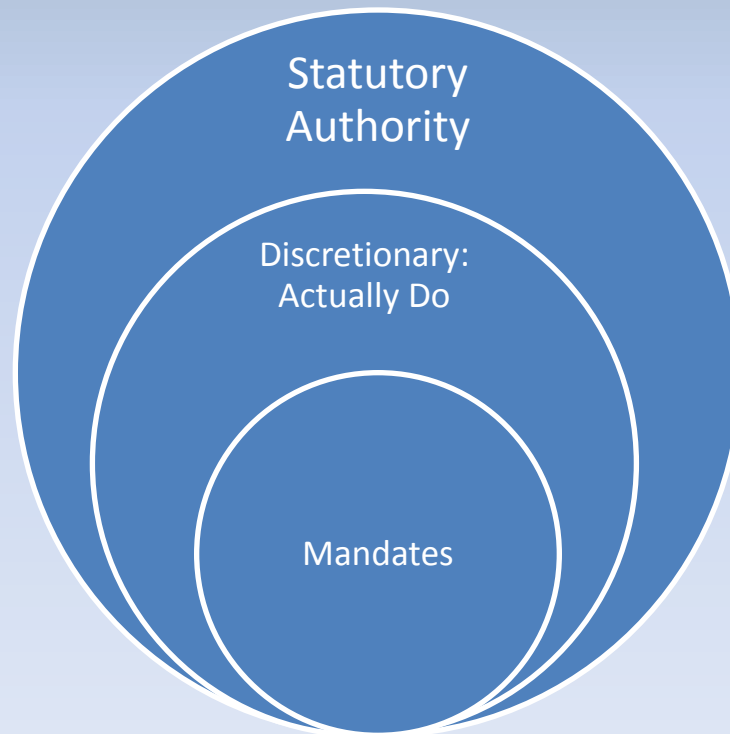 Statutory
Authority
Discretionary:
Actually Do
Mandates